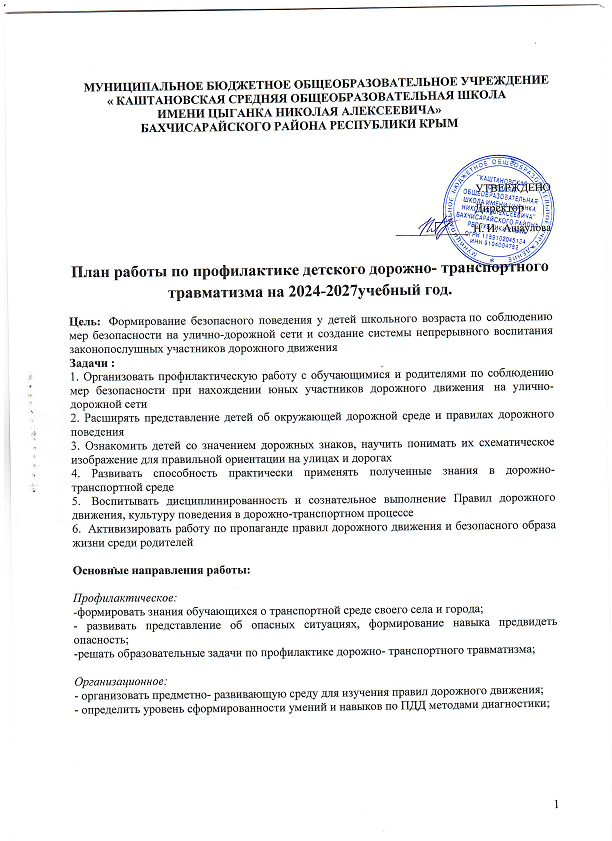 МУНИЦИПАЛЬНОЕ БЮДЖЕТНОЕ ОБЩЕОБРАЗОВАТЕЛЬНОЕ УЧРЕЖДЕНИЕ
« КАШТАНОВСКАЯ СРЕДНЯЯ ОБЩЕОБРАЗОВАТЕЛЬНАЯ ШКОЛА
ИМЕНИ ЦЫГАНКА НИКОЛАЯ АЛЕКСЕЕВИЧА»
БАХЧИСАРАЙСКОГО РАЙОНА РЕСПУБЛИКИ КРЫМ
УТВЕРЖДЕНО
Директор
Н.И. Ашаулова
План работы по профилактике детского дорожно- транспортного
травматизма на 2024-2027учебный год.
Цель: Формирование безопасного поведения у детей школьного возраста по соблюдению
мер безопасности на улично-дорожной сети и создание системы непрерывного воспитания
законопослушных участников дорожного движения
Задачи :
1. Организовать профилактическую работу с обучающимися и родителями по соблюдению
мер безопасности при нахождении юных участников дорожного движения на улично-
дорожной сети
2. Расширять представление детей об окружающей дорожной среде и правилах дорожного
поведения
3. Ознакомить детей со значением дорожных знаков, научить понимать их схематическое
изображение для правильной ориентации на улицах и дорогах
4. Развивать способность практически применять полученные знания в дорожно-
транспортной среде
5. Воспитывать дисциплинированность и сознательное выполнение Правил дорожного
движения, культуру поведения в дорожно-транспортном процессе
6. Активизировать работу по пропаганде правил дорожного движения и безопасного образа
жизни среди родителей
Основные направления работы:
Профилактическое:
-формировать знания обучающихся о транспортной среде своего села и города;
- развивать представление об опасных ситуациях, формирование навыка предвидеть
опасность;
-решать образовательные задачи по профилактике дорожно- транспортного травматизма;
Организационное:
- организовать предметно- развивающую среду для изучения правил дорожного движения;
- определить уровень сформированности умений и навыков по ПДД методами диагностики;
1